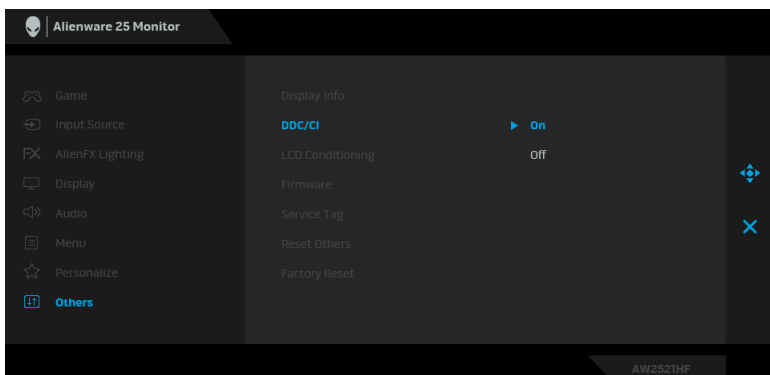 Alienware 25 Monitor
Game
Input Source
AlienFX Lighting
Display
Audio
Menu
Personalize
Others
Display Info
DDC/CI On
LCD Conditioning Off
Firmware
Service Tag
Reset Others
Factory Reset
AW2521HF